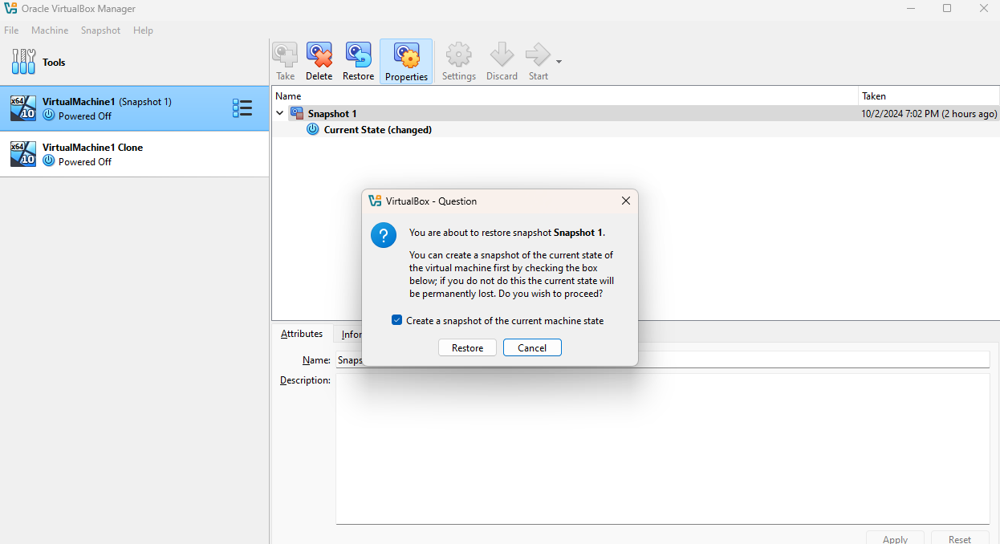 Oracle VirtualBox Manager
File Machine Snapshot Help
Tools
Take Delete Restore Properties Settings Discard Start
VirtualMachine1 (Snapshot 1)
Powered Off
VirtualMachine1 Clone
Powered Off
Name Taken
Snapshot 1 10/2/2024 7:02 PM (2 hours ago)
Current State (changed)
VirtualBox - Question
You are about to restore snapshot Snapshot 1.
You can create a snapshot of the current state of
the virtual machine first by checking the box
below; if you do not do this the current state will
be permanently lost. Do you wish to proceed?
Create a snapshot of the current machine state
Restore Cancel
Attributes Infor
Name: Snaps
Description:
Apply Reset